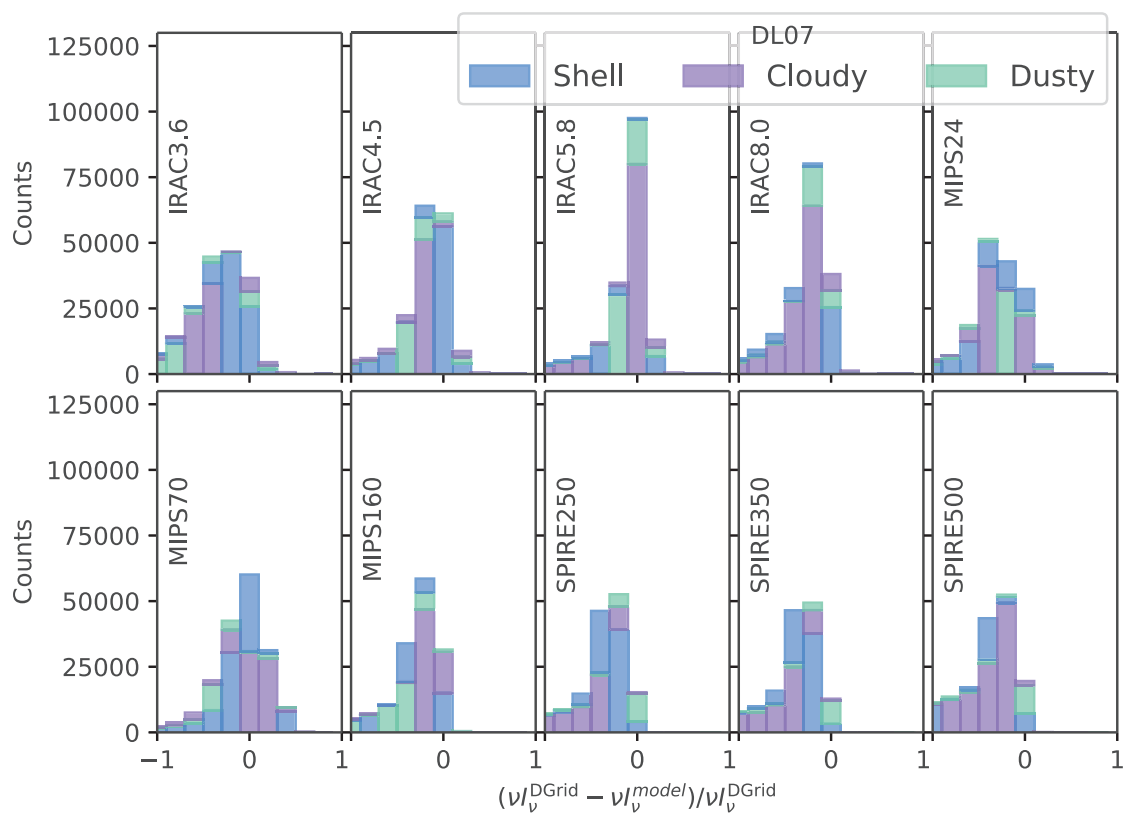 DL07
Shell Cloudy Dusty
125000
100000
75000
50000
25000
0
Counts
IRAC3.6
IRAC4.5
IRAC5.8
IRAC8.0
MIPS24
125000
100000
75000
50000
25000
0
Counts
MIPS70
MIPS160
SPIRE250
SPIRE350
SPIRE500
−1 0 1 0 1 0 1 0 1 0 1
(νI_ν^DGrid − νI_ν^model)/νI_ν^DGrid